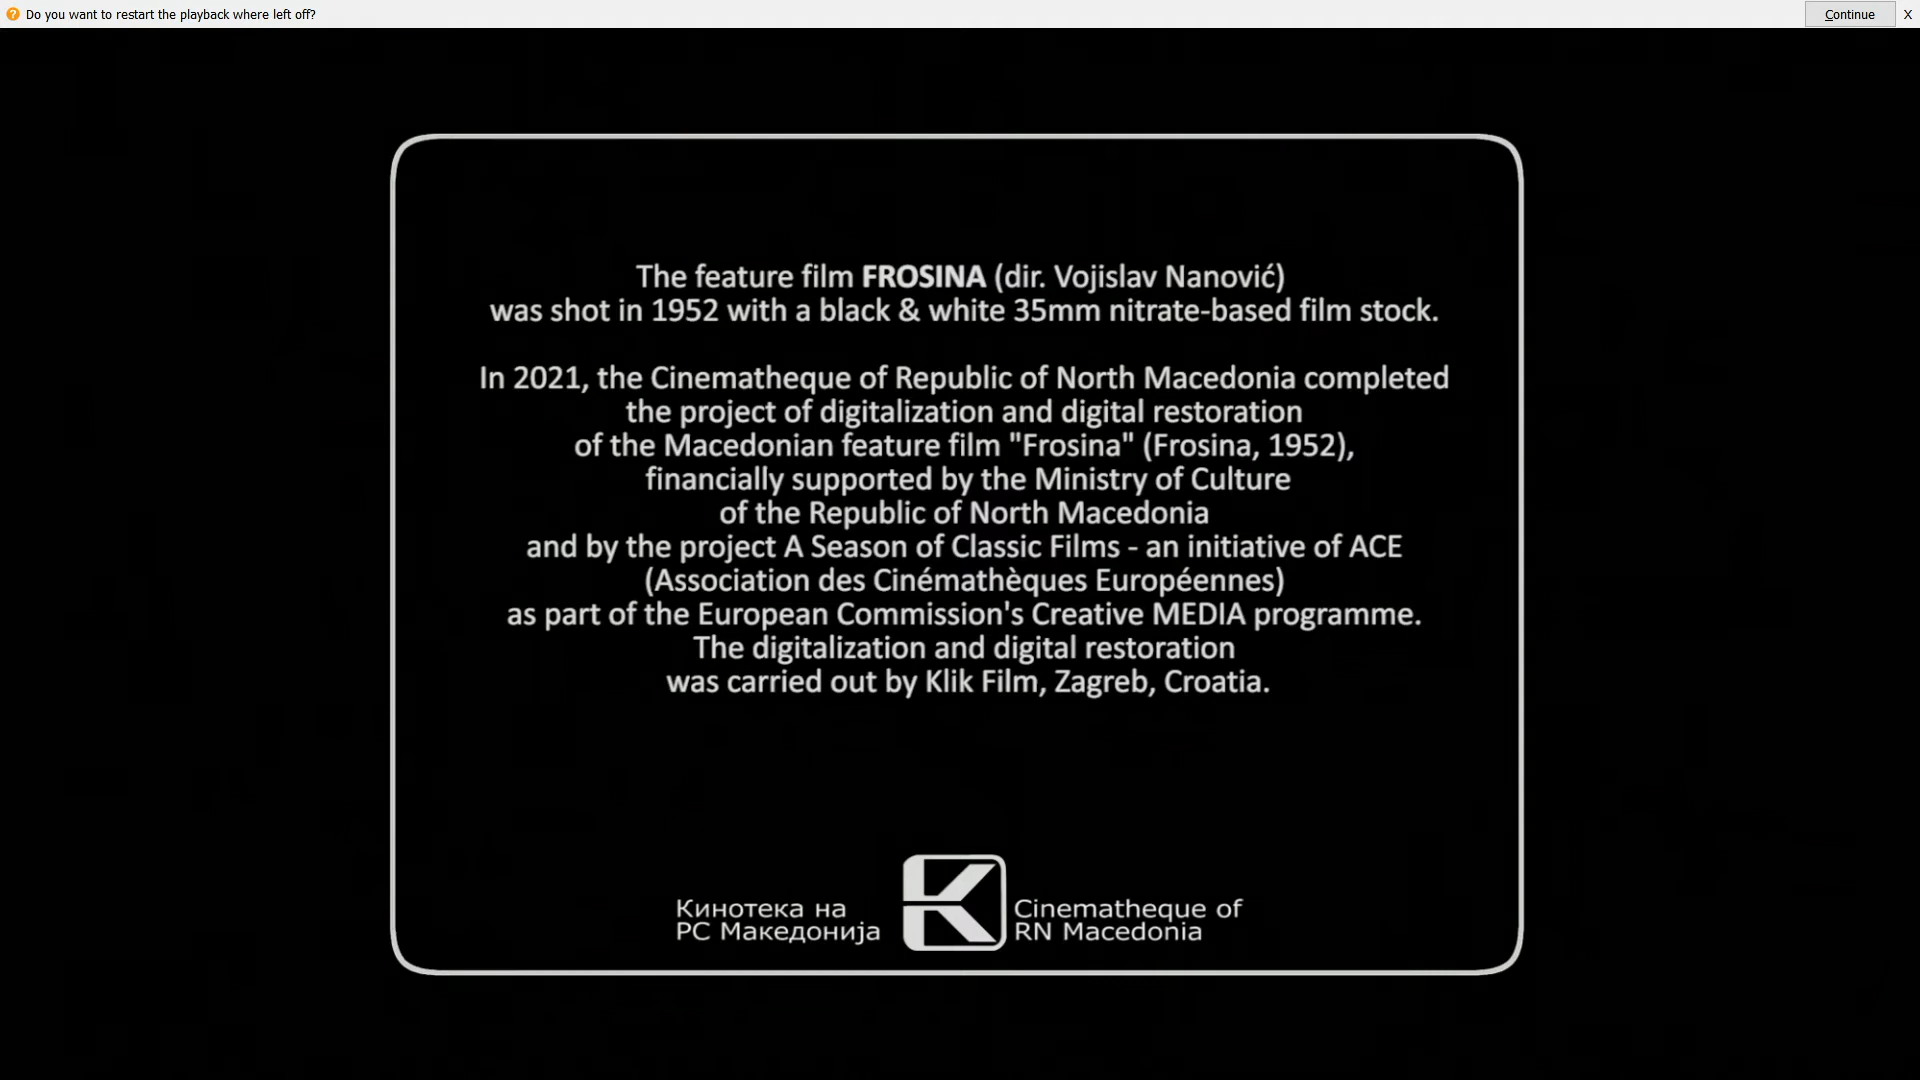 Do you want to restart the playback where left off?
Continue
X
The feature film FROSINA (dir. Vojislav Nanović)
was shot in 1952 with a black & white 35mm nitrate-based film stock.
In 2021, the Cinematheque of Republic of North Macedonia completed
the project of digitalization and digital restoration
of the Macedonian feature film "Frosina" (Frosina, 1952),
financially supported by the Ministry of Culture
of the Republic of North Macedonia
and by the project A Season of Classic Films - an initiative of ACE
(Association des Cinémathèques Européennes)
as part of the European Commission's Creative MEDIA programme.
The digitalization and digital restoration
was carried out by Klik Film, Zagreb, Croatia.
Кинотека на
РС Македонија
K
Cinematheque of
RN Macedonia